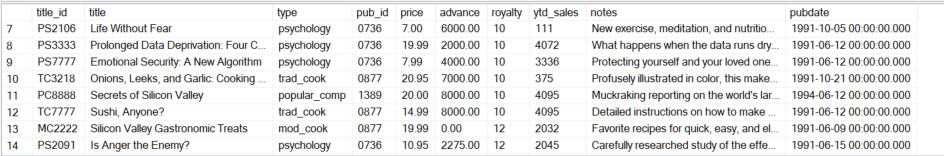 title_id title type pub_id price advance royalty ytd_sales notes pubdate
7 PS2106 Life Without Fear psychology 0736 7.00 6000.00 10 111 New exercise, meditation, and nutritio... 1991-10-05 00:00:00.000
8 PS3333 Prolonged Data Deprivation: Four C... psychology 0736 19.99 2000.00 10 4072 What happens when the data runs dry... 1991-06-12 00:00:00.000
9 PS7777 Emotional Security: A New Algorithm psychology 0736 7.99 4000.00 10 3336 Protecting yourself and your loved one... 1991-06-12 00:00:00.000
10 TC3218 Onions, Leeks, and Garlic: Cooking ... trad_cook 0877 20.95 7000.00 10 375 Profusely illustrated in color, this make... 1991-10-21 00:00:00.000
11 PC8888 Secrets of Silicon Valley popular_comp 1389 20.00 8000.00 10 4095 Muckraking reporting on the world's lar... 1994-06-12 00:00:00.000
12 TC7777 Sushi, Anyone? trad_cook 0877 14.99 8000.00 10 4095 Detailed instructions on how to make ... 1991-06-12 00:00:00.000
13 MC2222 Silicon Valley Gastronomic Treats mod_cook 0877 19.99 0.00 12 2032 Favorite recipes for quick, easy, and el... 1991-06-09 00:00:00.000
14 PS2091 Is Anger the Enemy? psychology 0736 10.95 2275.00 12 2045 Carefully researched study of the effe... 1991-06-15 00:00:00.000